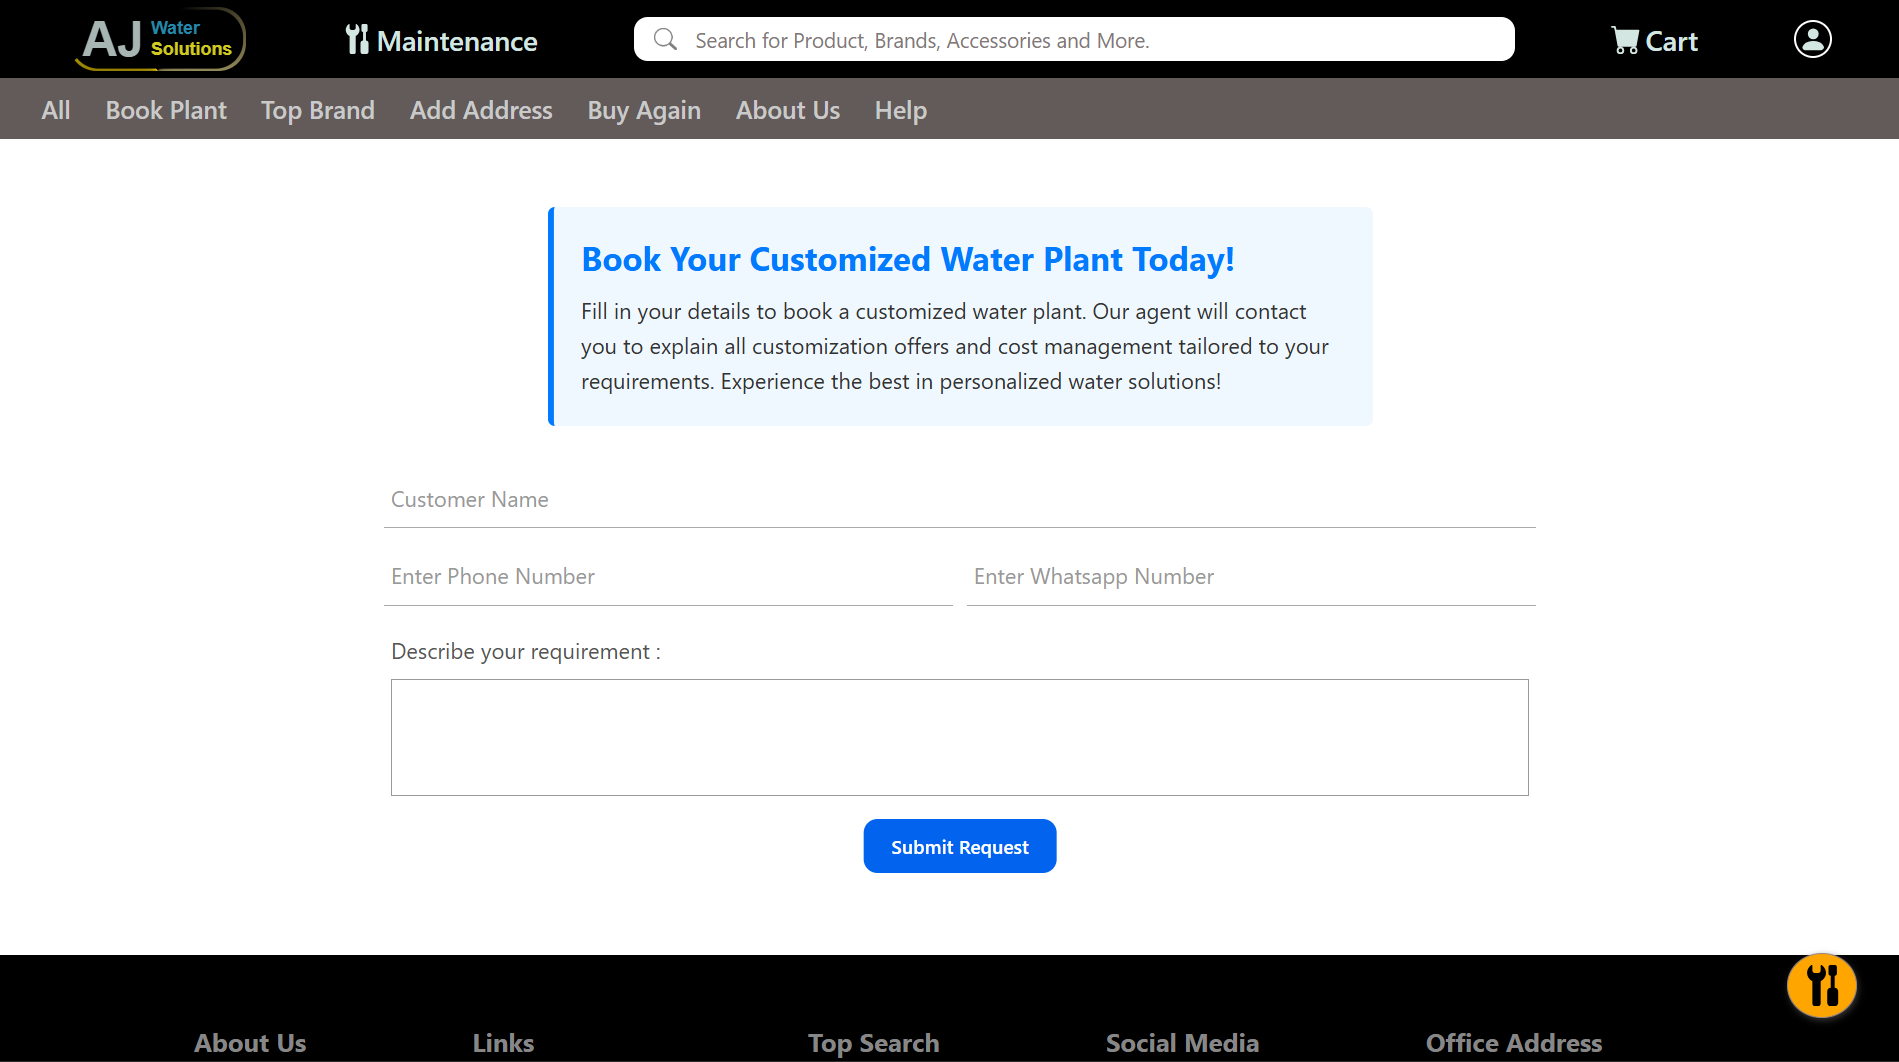 AJ Water Solutions
Maintenance
Search for Product, Brands, Accessories and More.
Cart
All Book Plant Top Brand Add Address Buy Again About Us Help
Book Your Customized Water Plant Today!
Fill in your details to book a customized water plant. Our agent will contact
you to explain all customization offers and cost management tailored to your
requirements. Experience the best in personalized water solutions!
Customer Name
Enter Phone Number Enter Whatsapp Number
Describe your requirement :
Submit Request
About Us Links Top Search Social Media Office Address